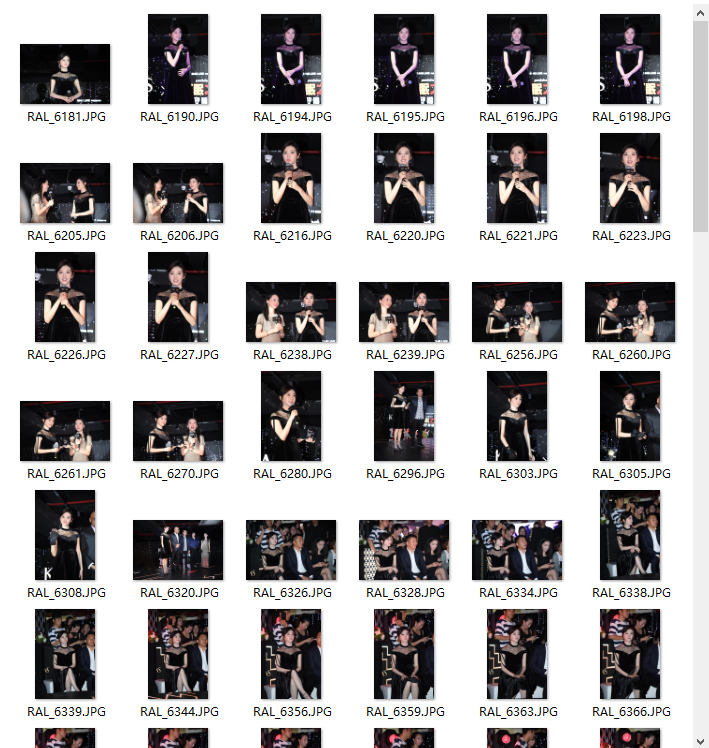 RAL_6181.JPG RAL_6190.JPG RAL_6194.JPG RAL_6195.JPG RAL_6196.JPG RAL_6198.JPG
RAL_6205.JPG RAL_6206.JPG RAL_6216.JPG RAL_6220.JPG RAL_6221.JPG RAL_6223.JPG
RAL_6226.JPG RAL_6227.JPG RAL_6238.JPG RAL_6239.JPG RAL_6256.JPG RAL_6260.JPG
RAL_6261.JPG RAL_6270.JPG RAL_6280.JPG RAL_6296.JPG RAL_6303.JPG RAL_6305.JPG
RAL_6308.JPG RAL_6320.JPG RAL_6326.JPG RAL_6328.JPG RAL_6334.JPG RAL_6338.JPG
RAL_6339.JPG RAL_6344.JPG RAL_6356.JPG RAL_6359.JPG RAL_6363.JPG RAL_6366.JPG